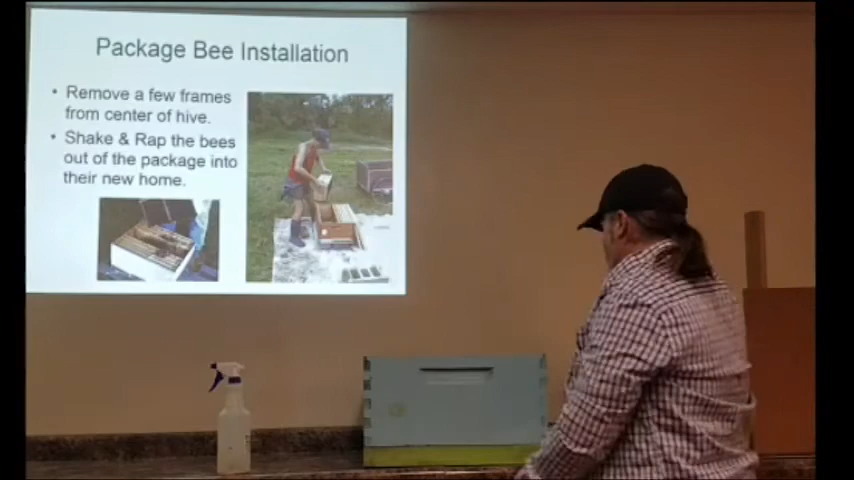 Package Bee Installation
• Remove a few frames
from center of hive.
• Shake & Rap the bees
out of the package into
their new home.